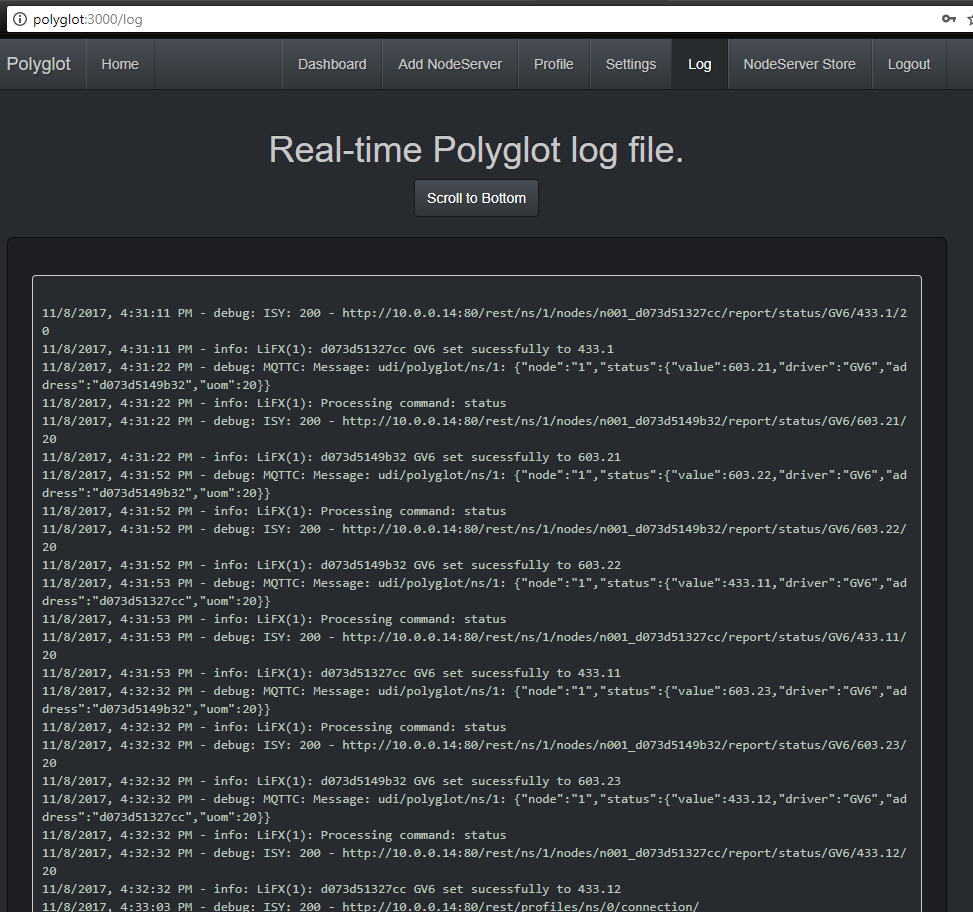 polyglot:3000/log
Polyglot Home Dashboard Add NodeServer Profile Settings Log NodeServer Store Logout
Real-time Polyglot log file.
Scroll to Bottom
11/8/2017, 4:31:11 PM - debug: ISY: 200 - http://10.0.0.14:80/rest/ns/1/nodes/n001_d073d51327cc/report/status/GV6/433.1/2
0
11/8/2017, 4:31:11 PM - info: LiFX(1): d073d51327cc GV6 set sucessfully to 433.1
11/8/2017, 4:31:22 PM - debug: MQTTC: Message: udi/polyglot/ns/1: {"node":"1","status":{"value":603.21,"driver":"GV6","ad
dress":"d073d5149b32","uom":20}}
11/8/2017, 4:31:22 PM - info: LiFX(1): Processing command: status
11/8/2017, 4:31:22 PM - debug: ISY: 200 - http://10.0.0.14:80/rest/ns/1/nodes/n001_d073d5149b32/report/status/GV6/603.21/
20
11/8/2017, 4:31:22 PM - info: LiFX(1): d073d5149b32 GV6 set sucessfully to 603.21
11/8/2017, 4:31:52 PM - debug: MQTTC: Message: udi/polyglot/ns/1: {"node":"1","status":{"value":603.22,"driver":"GV6","ad
dress":"d073d5149b32","uom":20}}
11/8/2017, 4:31:52 PM - info: LiFX(1): Processing command: status
11/8/2017, 4:31:52 PM - debug: ISY: 200 - http://10.0.0.14:80/rest/ns/1/nodes/n001_d073d5149b32/report/status/GV6/603.22/
20
11/8/2017, 4:31:52 PM - info: LiFX(1): d073d5149b32 GV6 set sucessfully to 603.22
11/8/2017, 4:31:53 PM - debug: MQTTC: Message: udi/polyglot/ns/1: {"node":"1","status":{"value":433.11,"driver":"GV6","ad
dress":"d073d51327cc","uom":20}}
11/8/2017, 4:31:53 PM - info: LiFX(1): Processing command: status
11/8/2017, 4:31:53 PM - debug: ISY: 200 - http://10.0.0.14:80/rest/ns/1/nodes/n001_d073d51327cc/report/status/GV6/433.11/
20
11/8/2017, 4:31:53 PM - info: LiFX(1): d073d51327cc GV6 set sucessfully to 433.11
11/8/2017, 4:32:32 PM - debug: MQTTC: Message: udi/polyglot/ns/1: {"node":"1","status":{"value":603.23,"driver":"GV6","ad
dress":"d073d5149b32","uom":20}}
11/8/2017, 4:32:32 PM - info: LiFX(1): Processing command: status
11/8/2017, 4:32:32 PM - debug: ISY: 200 - http://10.0.0.14:80/rest/ns/1/nodes/n001_d073d5149b32/report/status/GV6/603.23/
20
11/8/2017, 4:32:32 PM - info: LiFX(1): d073d5149b32 GV6 set sucessfully to 603.23
11/8/2017, 4:32:32 PM - debug: MQTTC: Message: udi/polyglot/ns/1: {"node":"1","status":{"value":433.12,"driver":"GV6","ad
dress":"d073d51327cc","uom":20}}
11/8/2017, 4:32:32 PM - info: LiFX(1): Processing command: status
11/8/2017, 4:32:32 PM - debug: ISY: 200 - http://10.0.0.14:80/rest/ns/1/nodes/n001_d073d51327cc/report/status/GV6/433.12/
20
11/8/2017, 4:32:32 PM - info: LiFX(1): d073d51327cc GV6 set sucessfully to 433.12
11/8/2017, 4:33:03 PM - debug: ISY: 200 - http://10.0.0.14:80/rest/profiles/ns/0/connection/